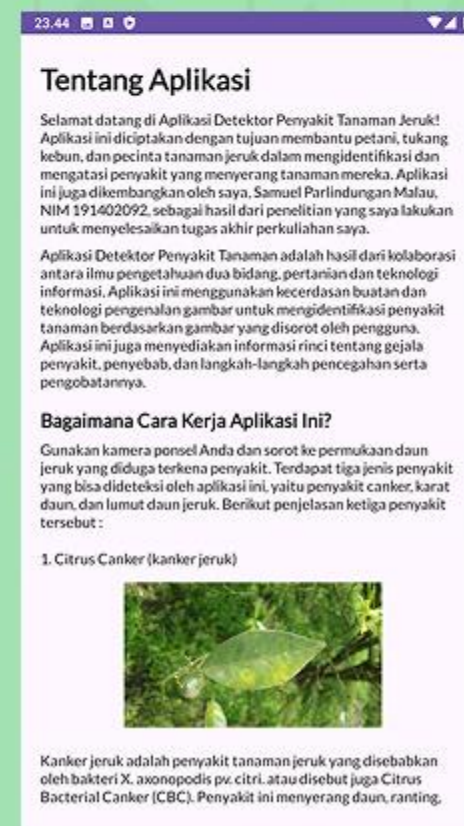 23.44
Tentang Aplikasi
Selamat datang di Aplikasi Detektor Penyakit Tanaman Jeruk!
Aplikasi ini diciptakan dengan tujuan membantu petani, tukang
kebun, dan pecinta tanaman jeruk dalam mengidentifikasi dan
mengatasi penyakit yang menyerang tanaman mereka. Aplikasi
ini juga dikembangkan oleh saya, Samuel Parlindungan Malau,
NIM 191402092, sebagai hasil dari penelitian yang saya lakukan
untuk menyelesaikan tugas akhir perkuliahan saya.
Aplikasi Detektor Penyakit Tanaman adalah hasil dari kolaborasi
antara ilmu pengetahuan dua bidang, pertanian dan teknologi
informasi. Aplikasi ini menggunakan kecerdasan buatan dan
teknologi pengenalan gambar untuk mengidentifikasi penyakit
tanaman berdasarkan gambar yang disorot oleh pengguna.
Aplikasi ini juga menyediakan informasi rinci tentang gejala
penyakit, penyebab, dan langkah-langkah pencegahan serta
pengobatannya.
Bagaimana Cara Kerja Aplikasi Ini?
Gunakan kamera ponsel Anda dan sorot ke permukaan daun
jeruk yang diduga terkena penyakit. Terdapat tiga jenis penyakit
yang bisa dideteksi oleh aplikasi ini, yaitu penyakit canker, karat
daun, dan lumut daun jeruk. Berikut penjelasan ketiga penyakit
tersebut :
1. Citrus Canker (kanker jeruk)
Kanker jeruk adalah penyakit tanaman jeruk yang disebabkan
oleh bakteri X. axonopodis pv. citri. atau disebut juga Citrus
Bacterial Canker (CBC). Penyakit ini menyerang daun, ranting,